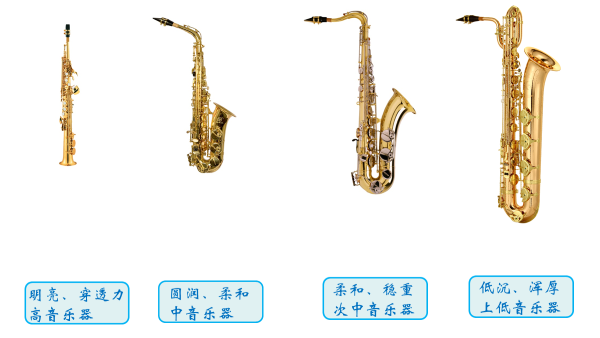 明亮、穿透力
高音乐器
圆润、柔和
中音乐器
柔和、稳重
次中音乐器
低沉、浑厚
上低音乐器